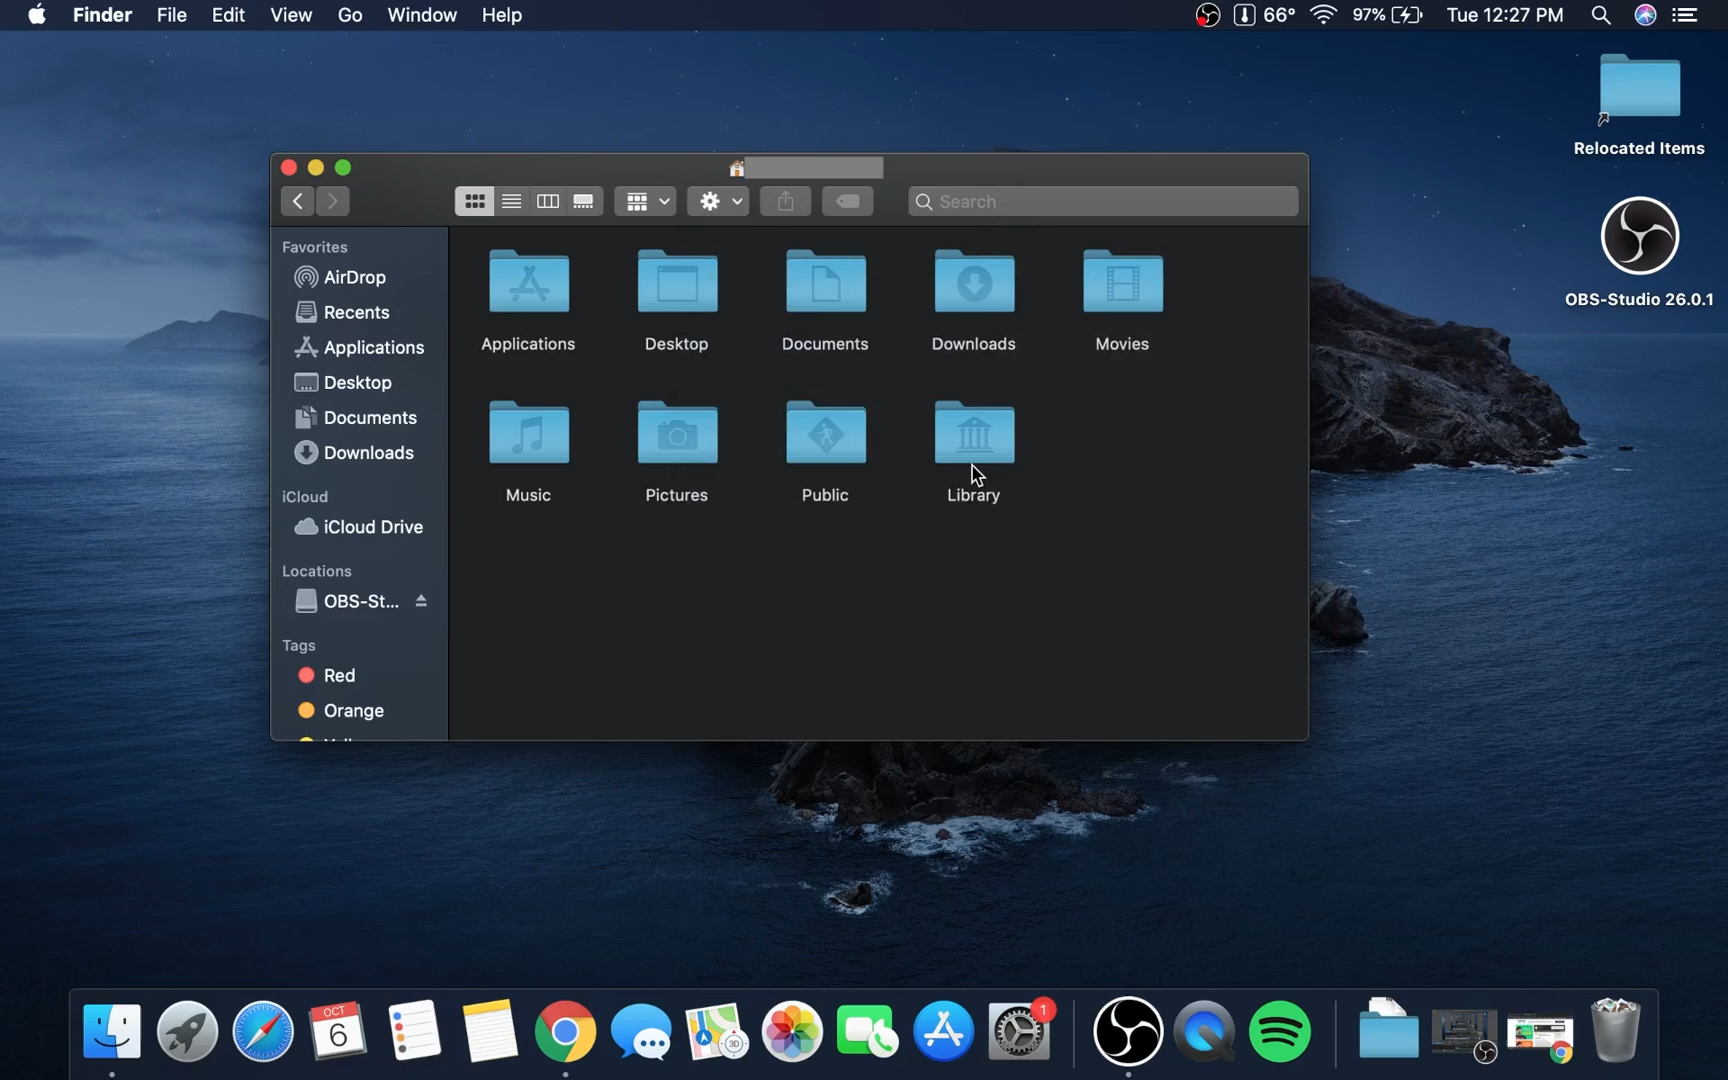 Finder File Edit View Go Window Help 66° 97% Tue 12:27 PM
Relocated Items
OBS-Studio 26.0.1
Search
Favorites
AirDrop
Recents
Applications
Desktop
Documents
Downloads
iCloud
iCloud Drive
Locations
OBS-St...
Tags
Red
Orange
Applications Desktop Documents Downloads Movies
Music Pictures Public Library
OCT
6
3D
1